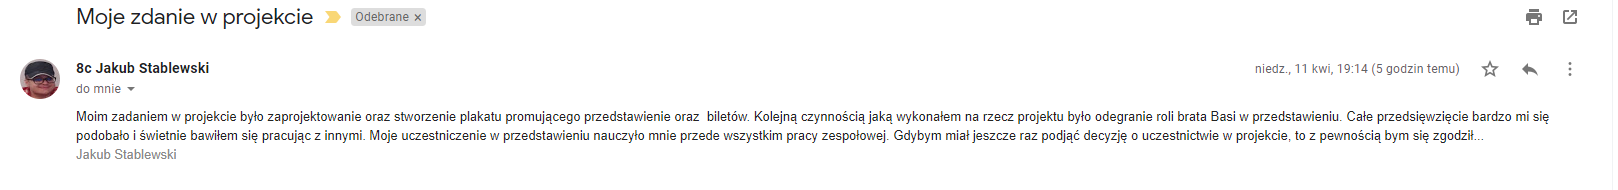 Moje zdanie w projekcie
Odebrane ×
8c Jakub Stablewski
niedz., 11 kwi, 19:14 (5 godzin temu)
do mnie
Moim zadaniem w projekcie było zaprojektowanie oraz stworzenie plakatu promującego przedstawienie oraz  biletów. Kolejną czynnością jaką wykonałem na rzecz projektu było odegranie roli brata Basi w przedstawieniu. Całe przedsięwzięcie bardzo mi się
podobało i świetnie bawiłem się pracując z innymi. Moje uczestniczenie w przedstawieniu nauczyło mnie przede wszystkim pracy zespołowej. Gdybym miał jeszcze raz podjąć decyzję o uczestnictwie w projekcie, to z pewnością bym się zgodził...
Jakub Stablewski